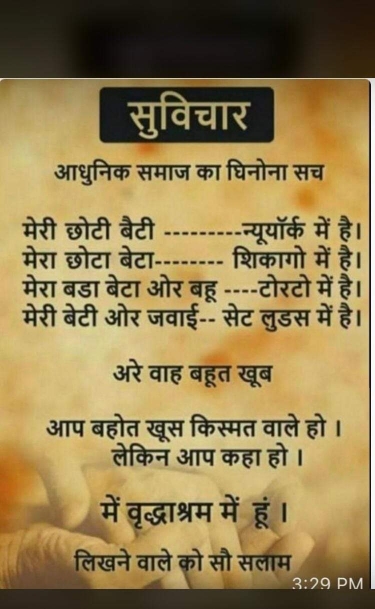 सुविचार
आधुनिक समाज का घिनोना सच
मेरी छोटी बैटी ---------न्यूयॉर्क में है।
मेरा छोटा बेटा-------- शिकागो में है।
मेरा बडा बेटा ओर बहू ----टोरटो में है।
मेरी बेटी ओर जवाई-- सेट लुडस में है।
अरे वाह बहूत खूब
आप बहोत खूस किस्मत वाले हो ।
लेकिन आप कहा हो ।
में वृद्धाश्रम में हूं ।
लिखने वाले को सौ सलाम
3:29 PM